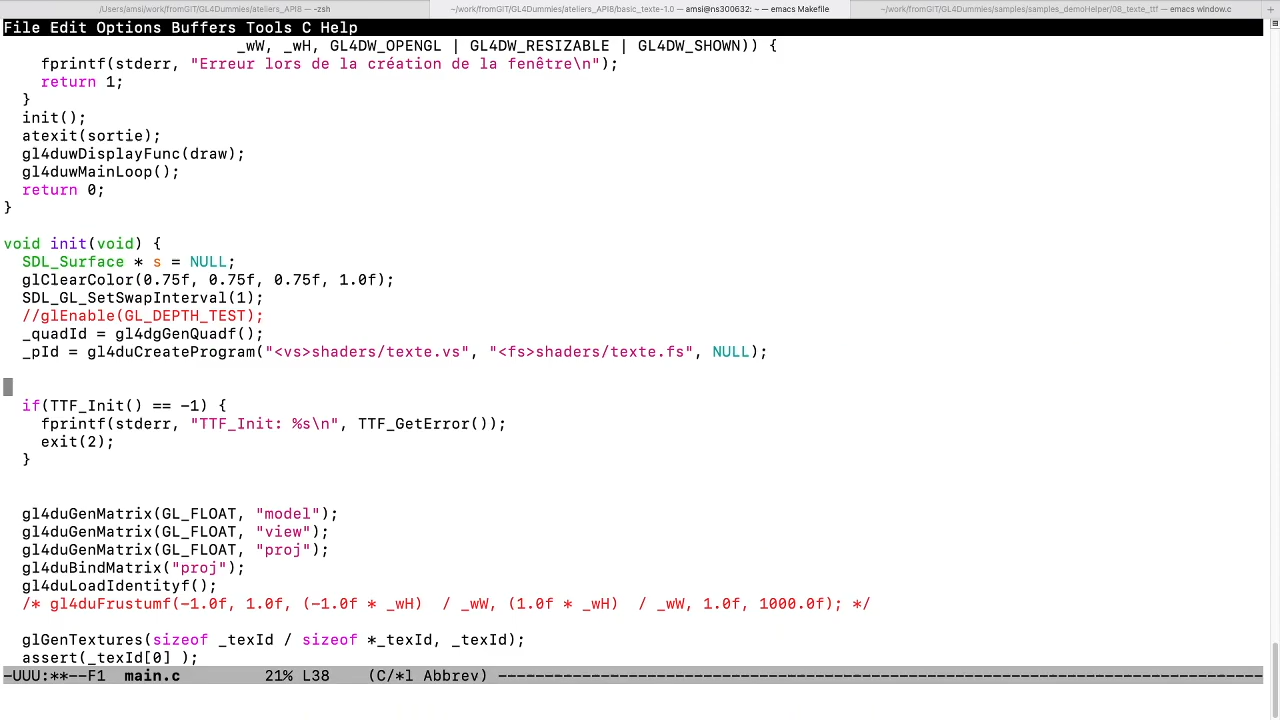 /Users/amsi/work/fromGIT/GL4Dummies/ateliers_API8 — -zsh
~/work/fromGIT/GL4Dummies/ateliers_API8/basic_texte-1.0 — amsi@ns300632: ~ — emacs Makefile
~/work/fromGIT/GL4Dummies/samples/samples_demoHelper/08_texte_ttf — emacs window.c
+
File Edit Options Buffers Tools C Help
_wW, _wH, GL4DW_OPENGL | GL4DW_RESIZABLE | GL4DW_SHOWN)) {
fprintf(stderr, "Erreur lors de la création de la fenêtre\n");
return 1;
}
init();
atexit(sortie);
gl4duwDisplayFunc(draw);
gl4duwMainLoop();
return 0;
}
void init(void) {
SDL_Surface * s = NULL;
glClearColor(0.75f, 0.75f, 0.75f, 1.0f);
SDL_GL_SetSwapInterval(1);
//glEnable(GL_DEPTH_TEST);
_quadId = gl4dgGenQuadf();
_pId = gl4duCreateProgram("<vs>shaders/texte.vs", "<fs>shaders/texte.fs", NULL);
if(TTF_Init() == -1) {
fprintf(stderr, "TTF_Init: %s\n", TTF_GetError());
exit(2);
}
gl4duGenMatrix(GL_FLOAT, "model");
gl4duGenMatrix(GL_FLOAT, "view");
gl4duGenMatrix(GL_FLOAT, "proj");
gl4duBindMatrix("proj");
gl4duLoadIdentityf();
/* gl4duFrustumf(-1.0f, 1.0f, (-1.0f * _wH)  / _wW, (1.0f * _wH)  / _wW, 1.0f, 1000.0f); */
glGenTextures(sizeof _texId / sizeof *_texId, _texId);
assert(_texId[0] );
-UUU:**--F1  main.c         21% L38    (C/*l Abbrev) ------------------------------------------------------------------------------------